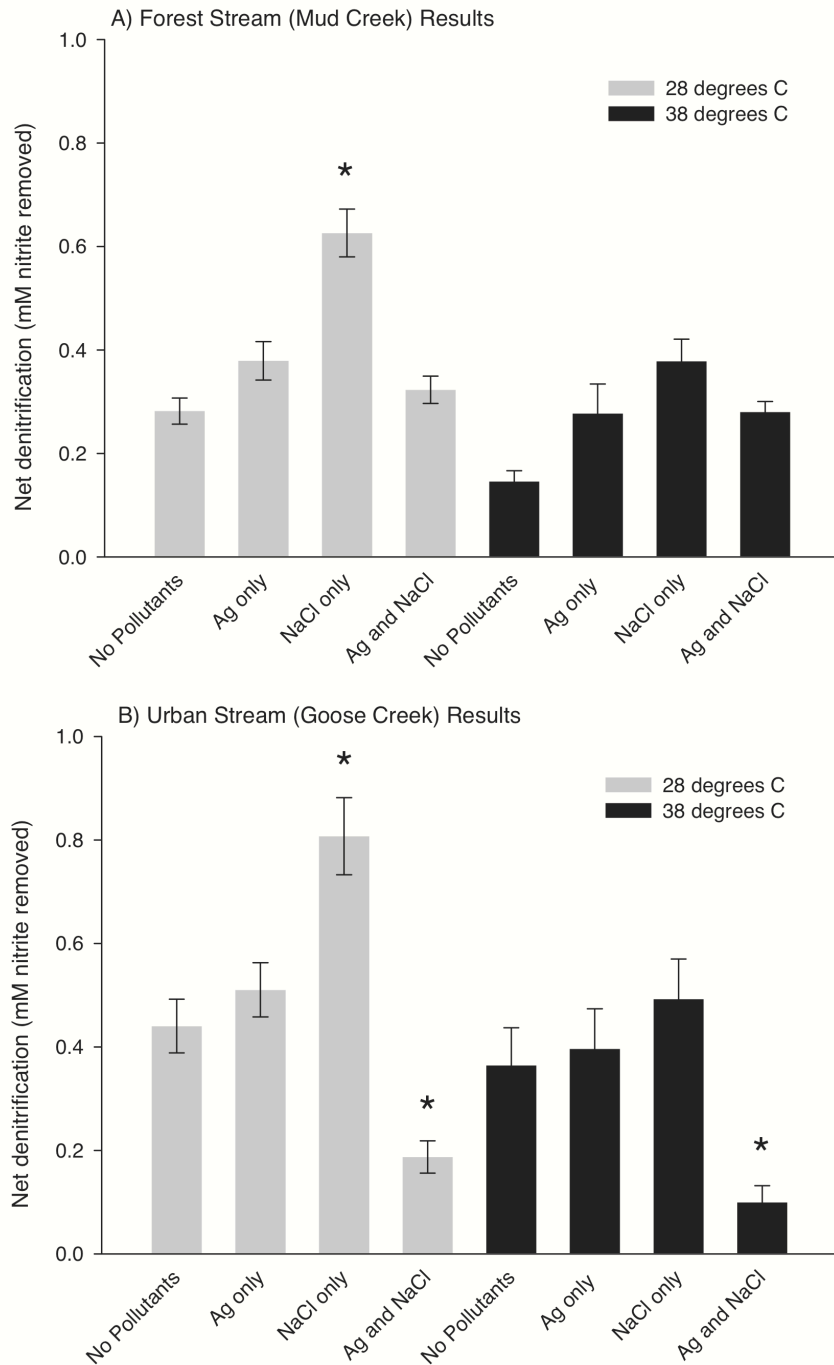 A) Forest Stream (Mud Creek) Results
1.0
28 degrees C
38 degrees C
0.8
*
0.6
0.4
0.2
0.0
Net denitrification (mM nitrite removed)
No Pollutants
Ag only
NaCl only
Ag and NaCl
No Pollutants
Ag only
NaCl only
Ag and NaCl
B) Urban Stream (Goose Creek) Results
1.0
*
28 degrees C
38 degrees C
0.8
0.6
0.4
*
0.2
*
0.0
Net denitrification (mM nitrite removed)
No Pollutants
Ag only
NaCl only
Ag and NaCl
No Pollutants
Ag only
NaCl only
Ag and NaCl